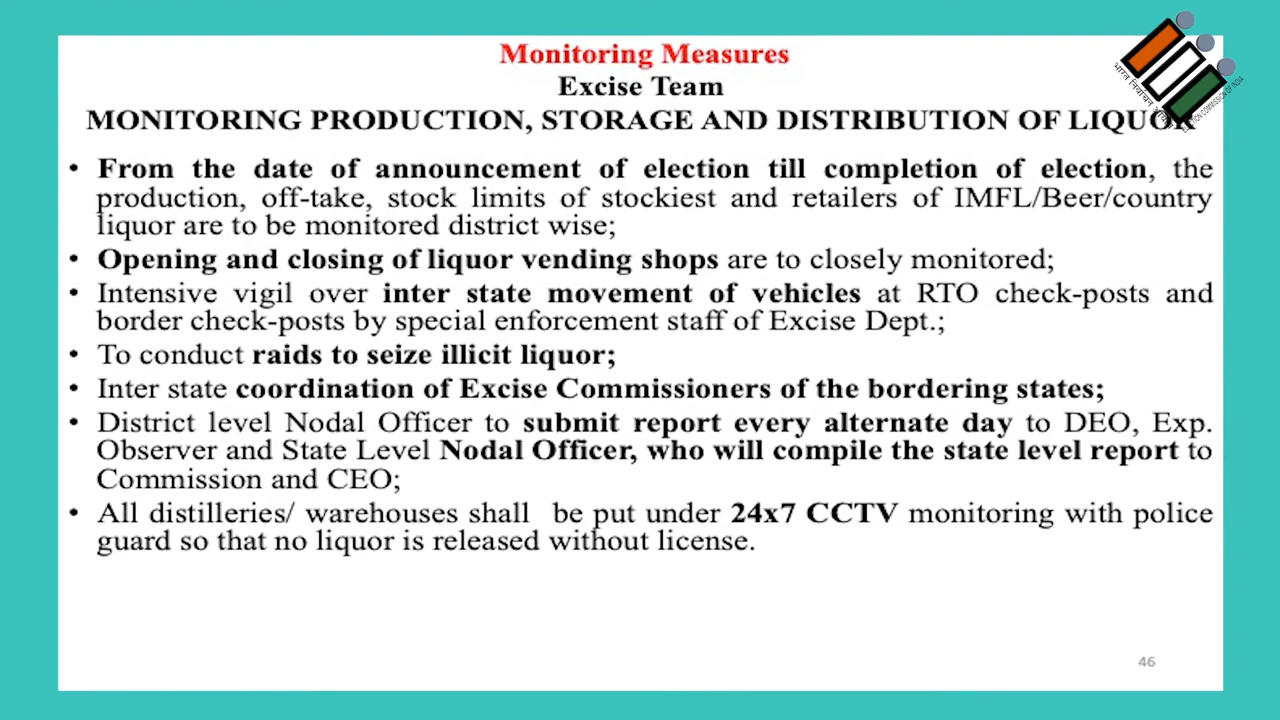 Monitoring Measures
Excise Team
MONITORING PRODUCTION, STORAGE AND DISTRIBUTION OF LIQUOR
• From the date of announcement of election till completion of election, the
production, off-take, stock limits of stockiest and retailers of IMFL/Beer/country
liquor are to be monitored district wise;
• Opening and closing of liquor vending shops are to closely monitored;
• Intensive vigil over inter state movement of vehicles at RTO check-posts and
border check-posts by special enforcement staff of Excise Dept.;
• To conduct raids to seize illicit liquor;
• Inter state coordination of Excise Commissioners of the bordering states;
• District level Nodal Officer to submit report every alternate day to DEO, Exp.
Observer and State Level Nodal Officer, who will compile the state level report to
Commission and CEO;
• All distilleries/ warehouses shall be put under 24x7 CCTV monitoring with police
guard so that no liquor is released without license.
46
भारत निर्वाचन
ELECTION COMMISSION OF INDIA